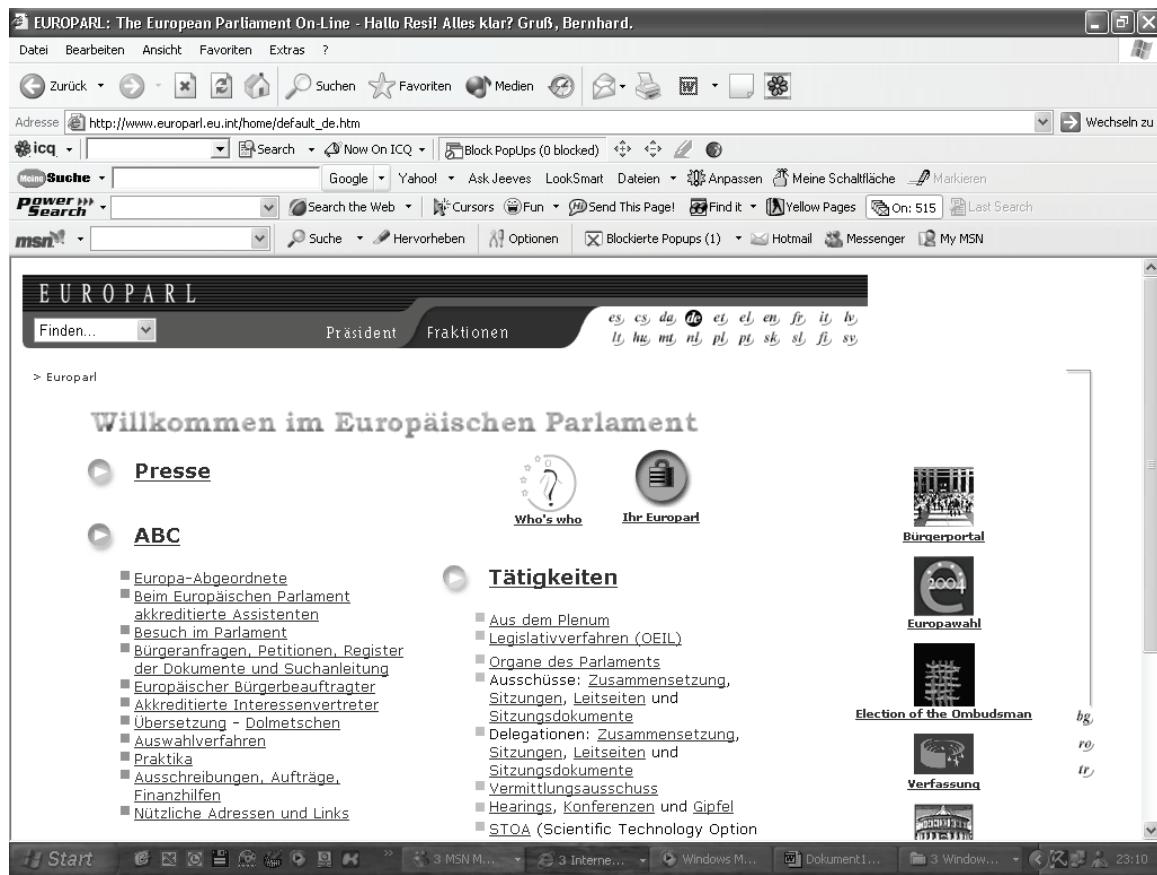 EUROPARL: The European Parliament On-Line - Hallo Resi! Alles klar? Gruß, Bernhard.
Datei Bearbeiten Ansicht Favoriten Extras ?
Zurück Suchen Favoriten Medien
Adresse http://www.europarl.eu.int/home/default_de.htm Wechseln zu
icq Search Now On ICQ Block PopUps (0 blocked)
Meine Suche Google Yahoo! Ask Jeeves LookSmart Dateien Anpassen Meine Schaltfläche Markieren
Power Search Search the Web Cursors Fun Send This Page! Find it Yellow Pages On: 515 Last Search
msn Suche Hervorheben Optionen Blockierte Popups (1) Hotmail Messenger My MSN
EUROPARL
Finden... Präsident Fraktionen
es cs da de et el en fr it lv
lt hu mt nl pl pt sk sl fi sv
> Europarl
Willkommen im Europäischen Parlament
Presse
Who's who
Ihr Europarl
ABC
Europa-Abgeordnete
Beim Europäischen Parlament
akkreditierte Assistenten
Besuch im Parlament
Bürgeranfragen, Petitionen, Register
der Dokumente und Suchanleitung
Europäischer Bürgerbeauftragter
Akkreditierte Interessenvertreter
Übersetzung - Dolmetschen
Auswahlverfahren
Praktika
Ausschreibungen, Aufträge,
Finanzhilfen
Nützliche Adressen und Links
Tätigkeiten
Aus dem Plenum
Legislativverfahren (OEIL)
Organe des Parlaments
Ausschüsse: Zusammensetzung,
Sitzungen, Leitseiten und
Sitzungsdokumente
Delegationen: Zusammensetzung,
Sitzungen, Leitseiten und
Sitzungsdokumente
Vermittlungsausschuss
Hearings, Konferenzen und Gipfel
STOA (Scientific Technology Option
Bürgerportal
2004
Europawahl
Election of the Ombudsman
Verfassung
bg
ro
tr
Start 3 MSN M... 3 Interne... Windows M... Dokument1... 3 Window... 23:10